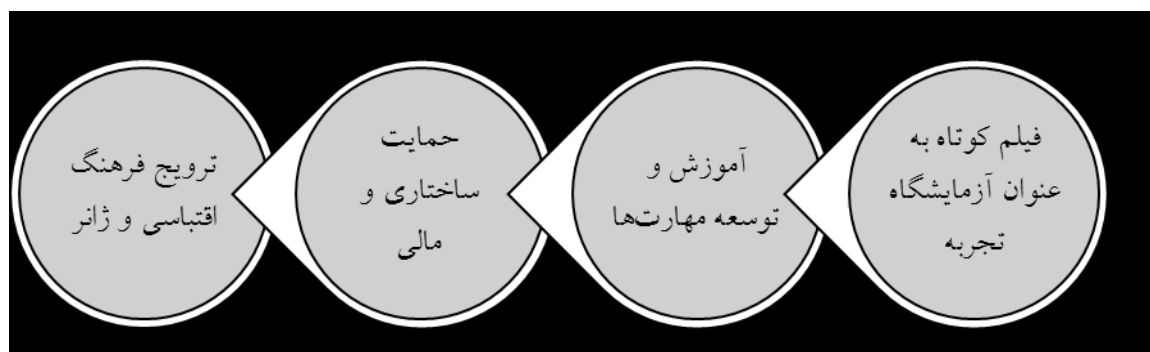 فیلم کوتاه به
عنوان آزمایشگاه
تجربه
آموزش و
توسعه مهارت‌ها
حمایت
ساختاری و
مالی
ترویج فرهنگ
اقتباسی و ژانر